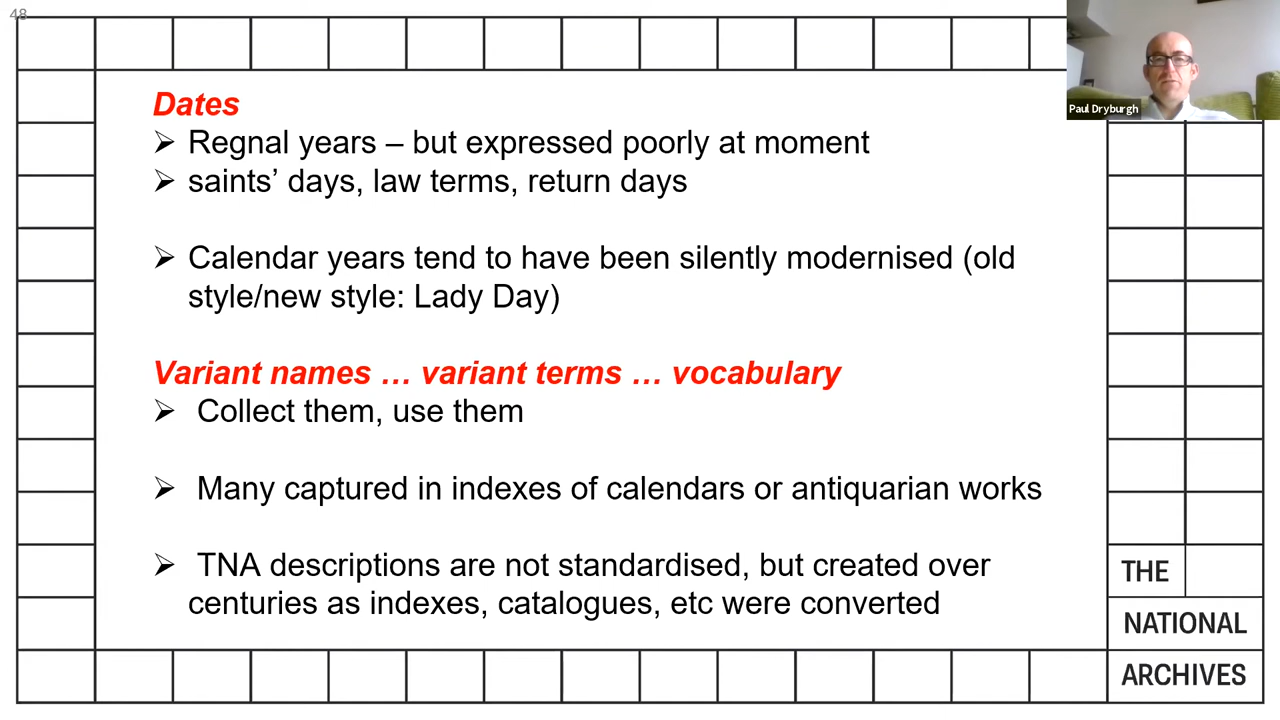 48
Paul Dryburgh
Dates
➢ Regnal years – but expressed poorly at moment
➢ saints’ days, law terms, return days
➢ Calendar years tend to have been silently modernised (old
style/new style: Lady Day)
Variant names … variant terms … vocabulary
➢ Collect them, use them
➢ Many captured in indexes of calendars or antiquarian works
➢ TNA descriptions are not standardised, but created over
centuries as indexes, catalogues, etc were converted
THE
NATIONAL
ARCHIVES